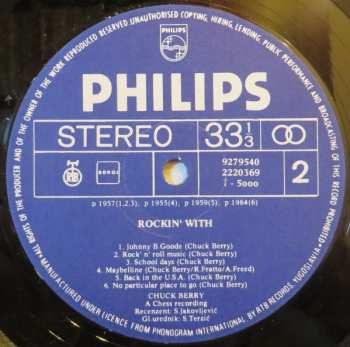 ALL RIGHTS OF THE PRODUCER AND OF THE OWNER OF THE WORK REPRODUCED RESERVED UNAUTHORISED COPYING, HIRING, LENDING, PUBLIC PERFORMANCE AND BROADCASTING OF THIS RECORD PROHIBITED
PHILIPS
PHILIPS
STEREO 33 1/3
RTB SOKOJ 9279540
2220369
I - 5000
2
p 1957(1,2,3), p 1955(4), p 1959(5), p 1964(6)
ROCKIN' WITH
1. Johnny B.Goode (Chuck Berry)
2. Rock' n' roll music (Chuck Berry)
3. School days (Chuck Berry)
4. Maybelline (Chuck Berry/R.Fratto/A.Freed)
5. Back in the U.S.A. (Chuck Berry)
6. No particular place to go (Chuck Berry)
CHUCK BERRY
A Chess recording
Recenzent: S.Jakovljević
Gl.urednik: S.Terzić
MANUFACTURED UNDER LICENCE FROM PHONOGRAM INTERNATIONAL BY RTB RECORDS, YUGOSLAVIA